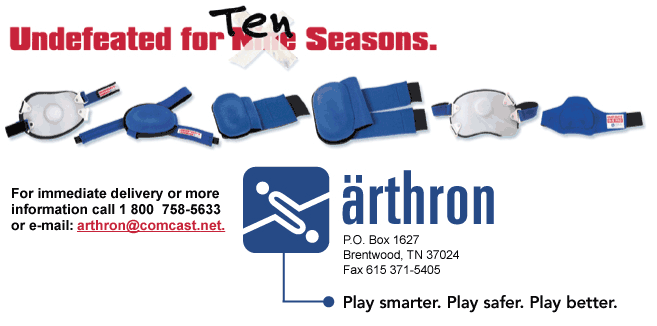 Ten
Undefeated for Nine Seasons.
For immediate delivery or more
information call 1 800 758-5633
or e-mail: arthron@comcast.net.
ärthron
P.O. Box 1627
Brentwood, TN 37024
Fax 615 371-5405
Play smarter. Play safer. Play better.